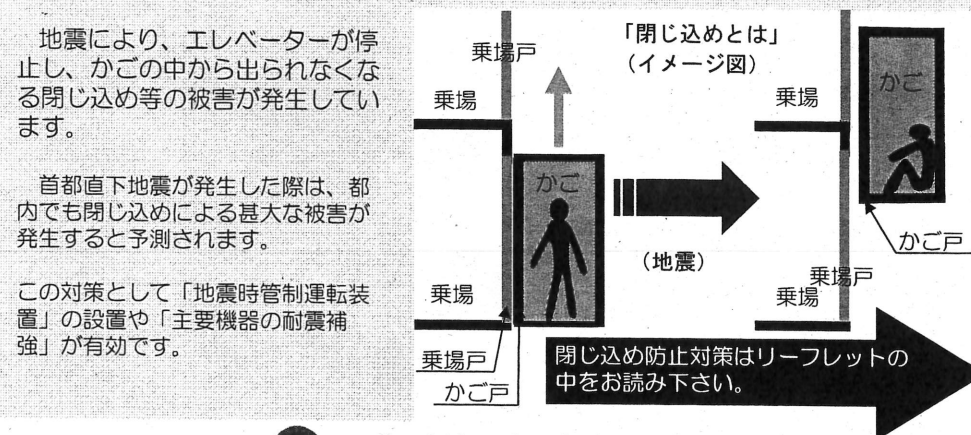 地震により、エレベーターが停
止し、かごの中から出られなくな
る閉じ込め等の被害が発生してい
ます。
首都直下地震が発生した際は、都
内でも閉じ込めによる甚大な被害が
発生すると予測されます。
この対策として「地震時管制運転装
置」の設置や「主要機器の耐震補
強」が有効です。
「閉じ込めとは」
（イメージ図）
乗場戸
乗場
かご
乗場
乗場戸
かご戸
（地震）
乗場
かご
かご戸
乗場戸
乗場
閉じ込め防止対策はリーフレットの
中をお読み下さい。